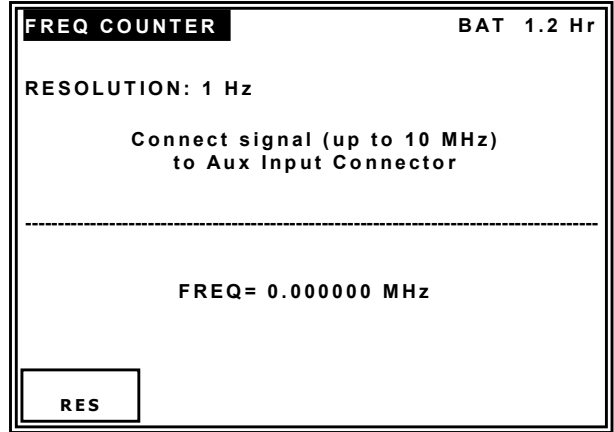 FREQ COUNTER BAT 1.2 Hr
RESOLUTION: 1 Hz
Connect signal (up to 10 MHz)
to Aux Input Connector
FREQ= 0.000000 MHz
RES